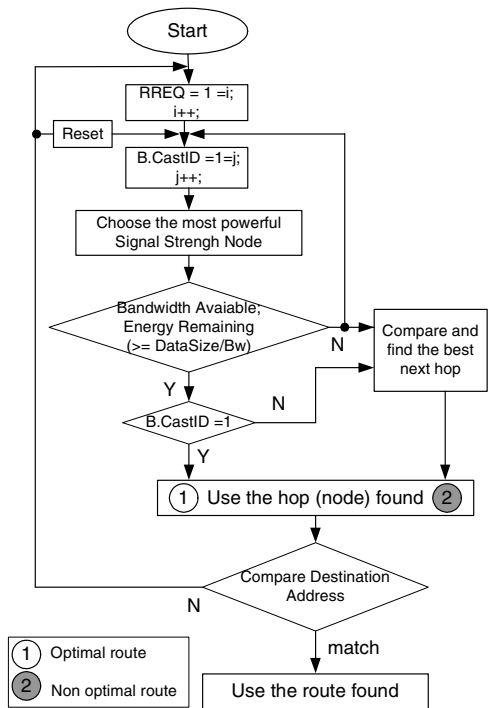 Start
RREQ = 1 =i;
i++;
Reset
B.CastID =1=j;
j++;
Choose the most powerful
Signal Strengh Node
Bandwidth Avaiable;
Energy Remaining
(>= DataSize/Bw)
N
Compare and
find the best
next hop
Y
N
B.CastID =1
Y
1 Use the hop (node) found 2
Compare Destination
Address
N
match
1 Optimal route
2 Non optimal route
Use the route found